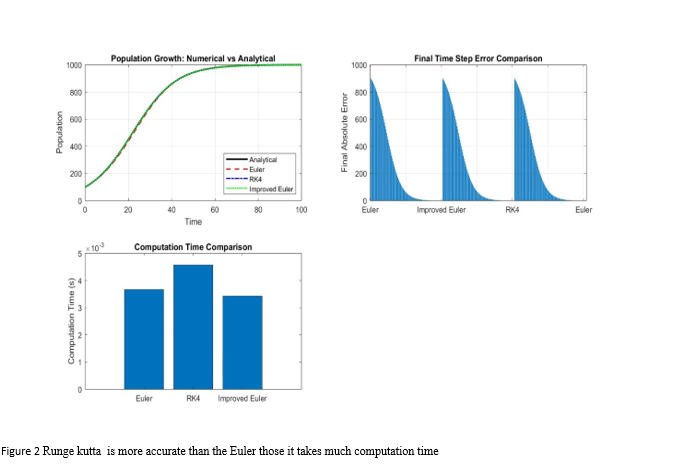 Population Growth: Numerical vs Analytical
1000
800
600
400
200
0
Population
0 20 40 60 80 100
Time
Analytical
Euler
RK4
Improved Euler
Final Time Step Error Comparison
1000
800
600
400
200
0
Final Absolute Error
Euler Improved Euler RK4 Euler
Computation Time Comparison
×10-3
5
4
3
2
1
0
Computation Time (s)
Euler RK4 Improved Euler
Figure 2 Runge kutta is more accurate than the Euler those it takes much computation time